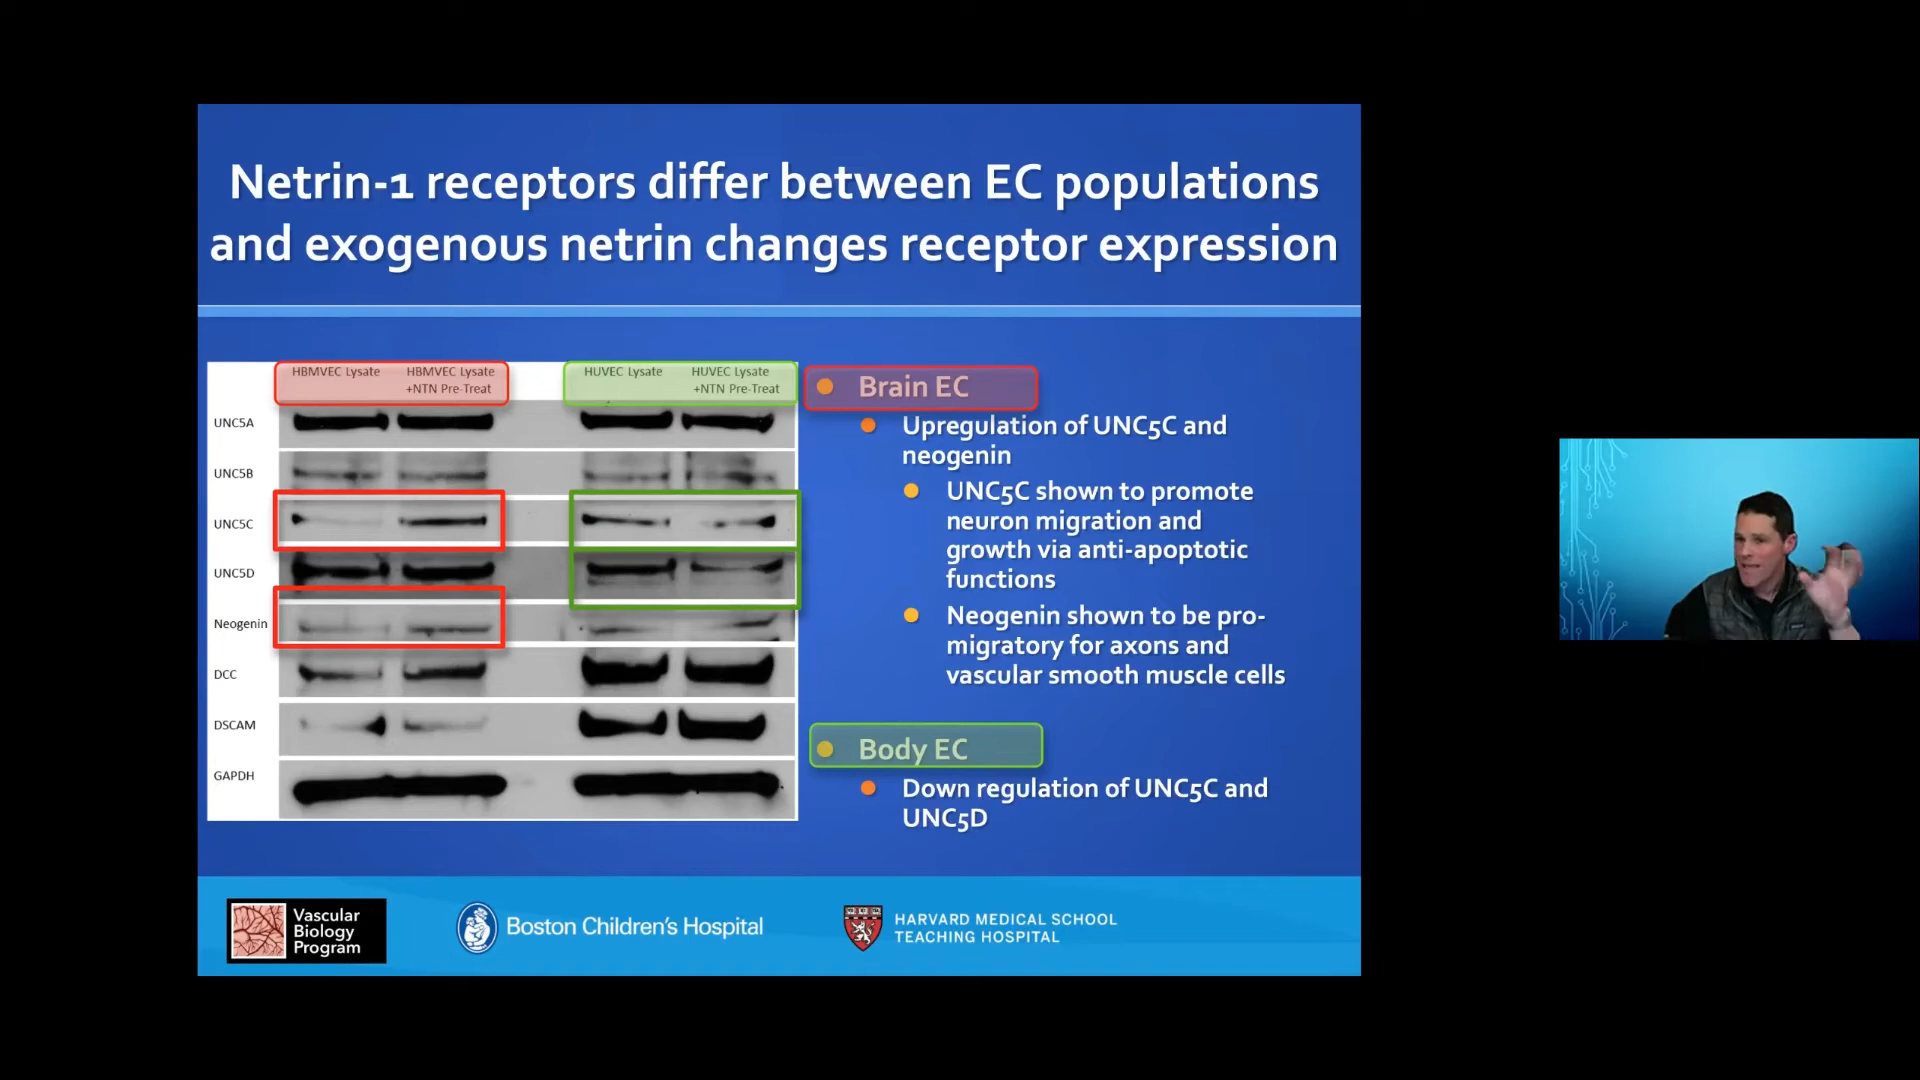 Netrin-1 receptors differ between EC populations
and exogenous netrin changes receptor expression
HBMVEC Lysate
HBMVEC Lysate
+NTN Pre-Treat
HUVEC Lysate
HUVEC Lysate
+NTN Pre-Treat
UNC5A
UNC5B
UNC5C
UNC5D
Neogenin
DCC
DSCAM
GAPDH
Brain EC
Upregulation of UNC5C and
neogenin
UNC5C shown to promote
neuron migration and
growth via anti-apoptotic
functions
Neogenin shown to be pro-
migratory for axons and
vascular smooth muscle cells
Body EC
Down regulation of UNC5C and
UNC5D
Vascular
Biology
Program
Boston Children's Hospital
HARVARD MEDICAL SCHOOL
TEACHING HOSPITAL